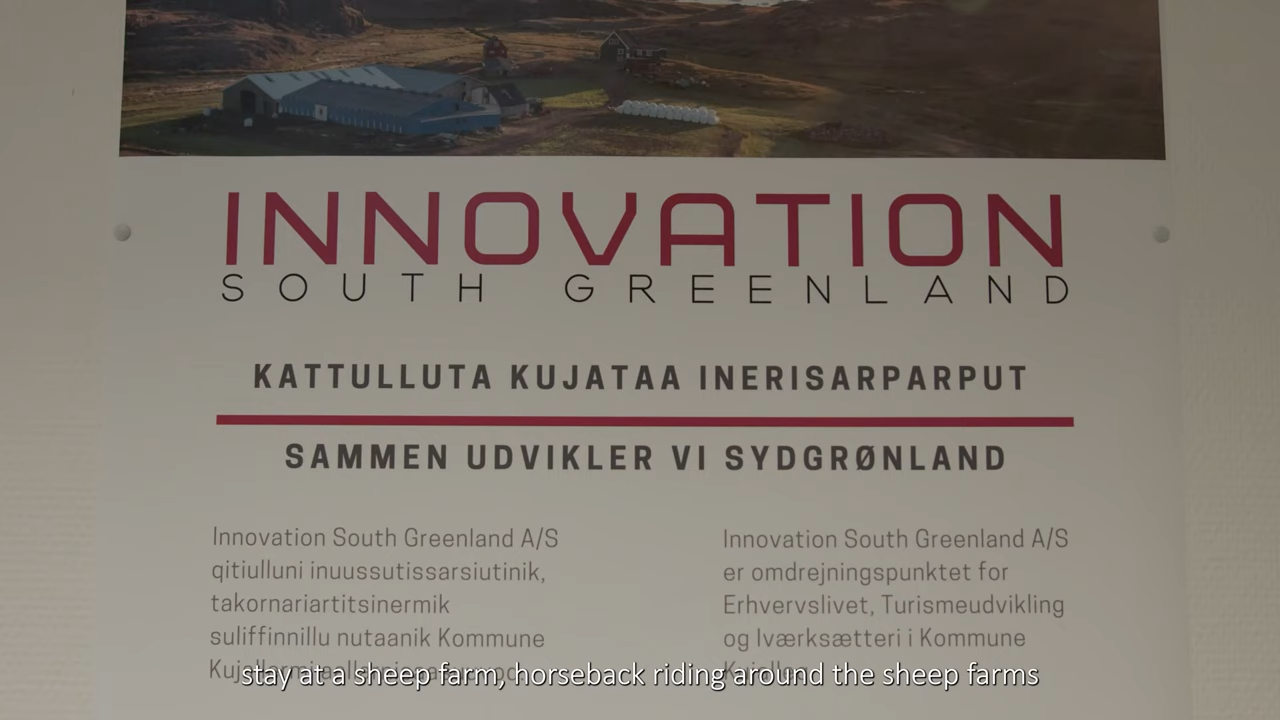 INNOVATION
SOUTH GREENLAND
KATTULLUTA KUJATAA INERISARPARPUT
SAMMEN UDVIKLER VI SYDGRØNLAND
Innovation South Greenland A/S
qitiulluni inuussutissarsiutinik,
takornariartitsinermik
suliffinnillu nutaanik Kommune
Innovation South Greenland A/S
er omdrejningspunktet for
Erhvervslivet, Turismeudvikling
og Iværksætteri i Kommune
stay at a sheep farm, horseback riding around the sheep farms